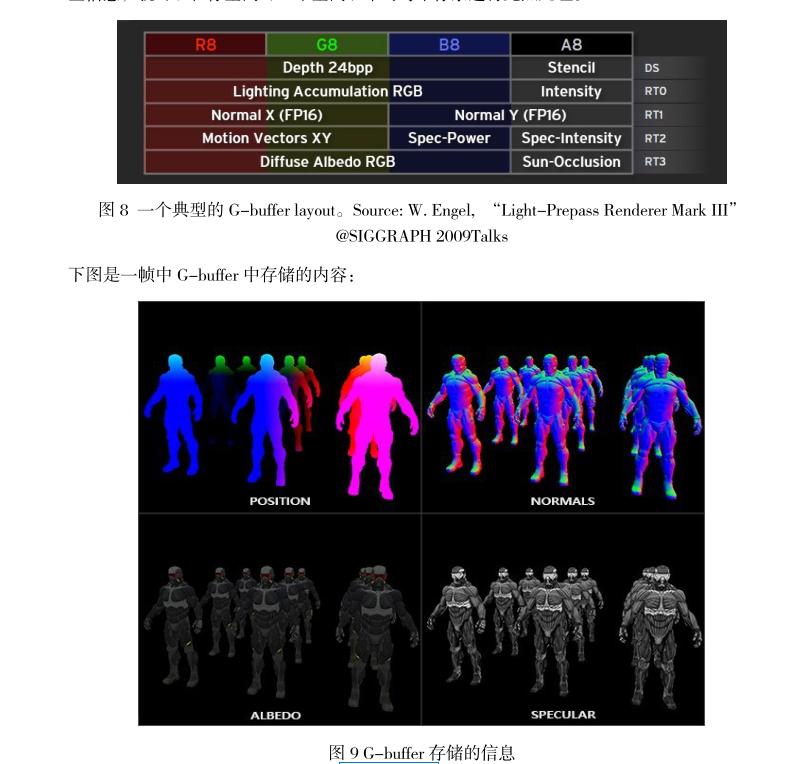 R8 G8 B8 A8
Depth 24bpp Stencil DS
Lighting Accumulation RGB Intensity RT0
Normal X (FP16) Normal Y (FP16) RT1
Motion Vectors XY Spec-Power Spec-Intensity RT2
Diffuse Albedo RGB Sun-Occlusion RT3
图 8 一个典型的 G-buffer layout。Source: W. Engel, “Light-Prepass Renderer Mark III”
@SIGGRAPH 2009Talks
下图是一帧中 G-buffer 中存储的内容：
POSITION NORMALS
ALBEDO SPECULAR
图 9 G-buffer 存储的信息